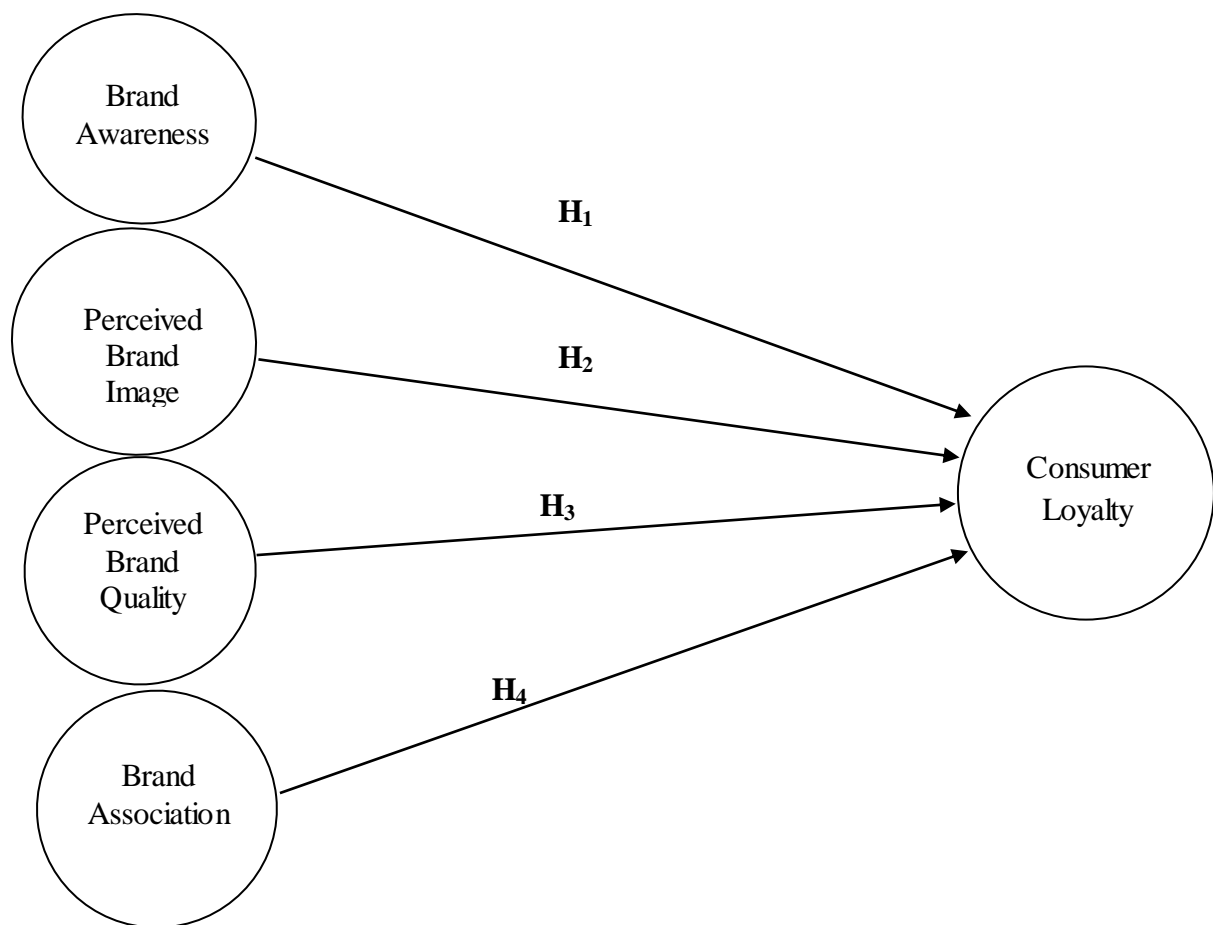 Brand
Awareness
H₁
Perceived
Brand
Image
H₂
Perceived
Brand
Quality
H₃
Consumer
Loyalty
H₄
Brand
Association